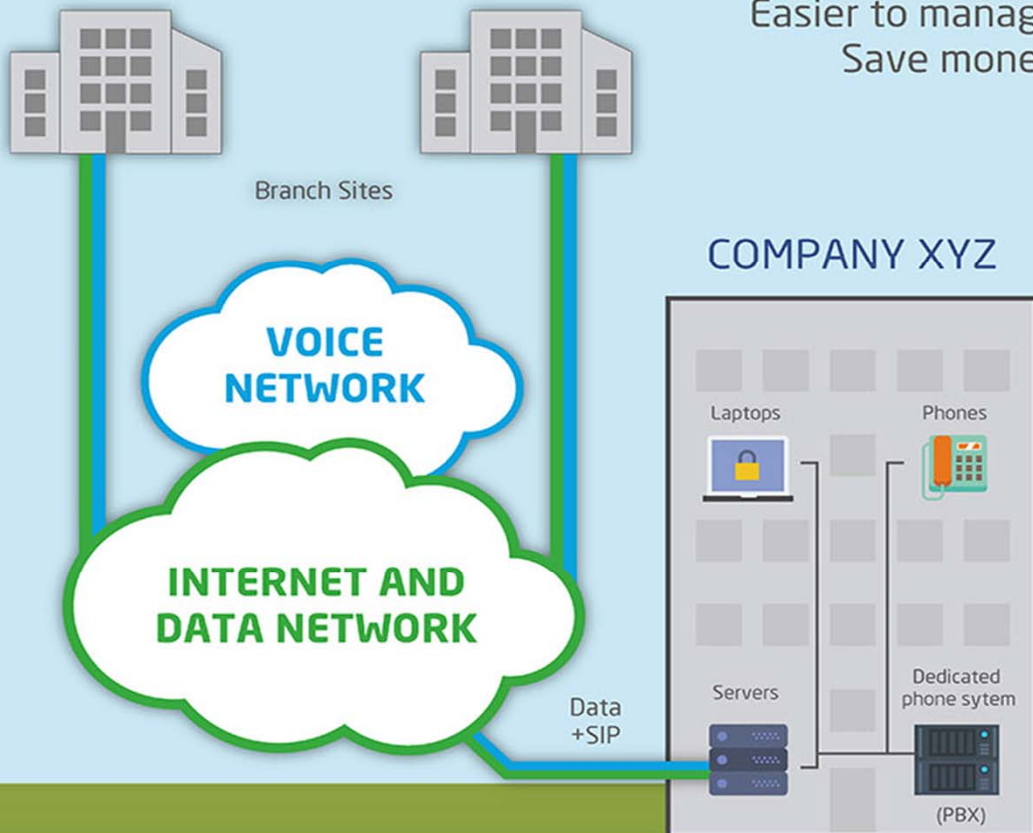 Easier to manag
Save mone
Branch Sites
COMPANY XYZ
VOICE
NETWORK
Laptops
Phones
INTERNET AND
DATA NETWORK
Data
+SIP
Servers
Dedicated
phone sytem
(PBX)